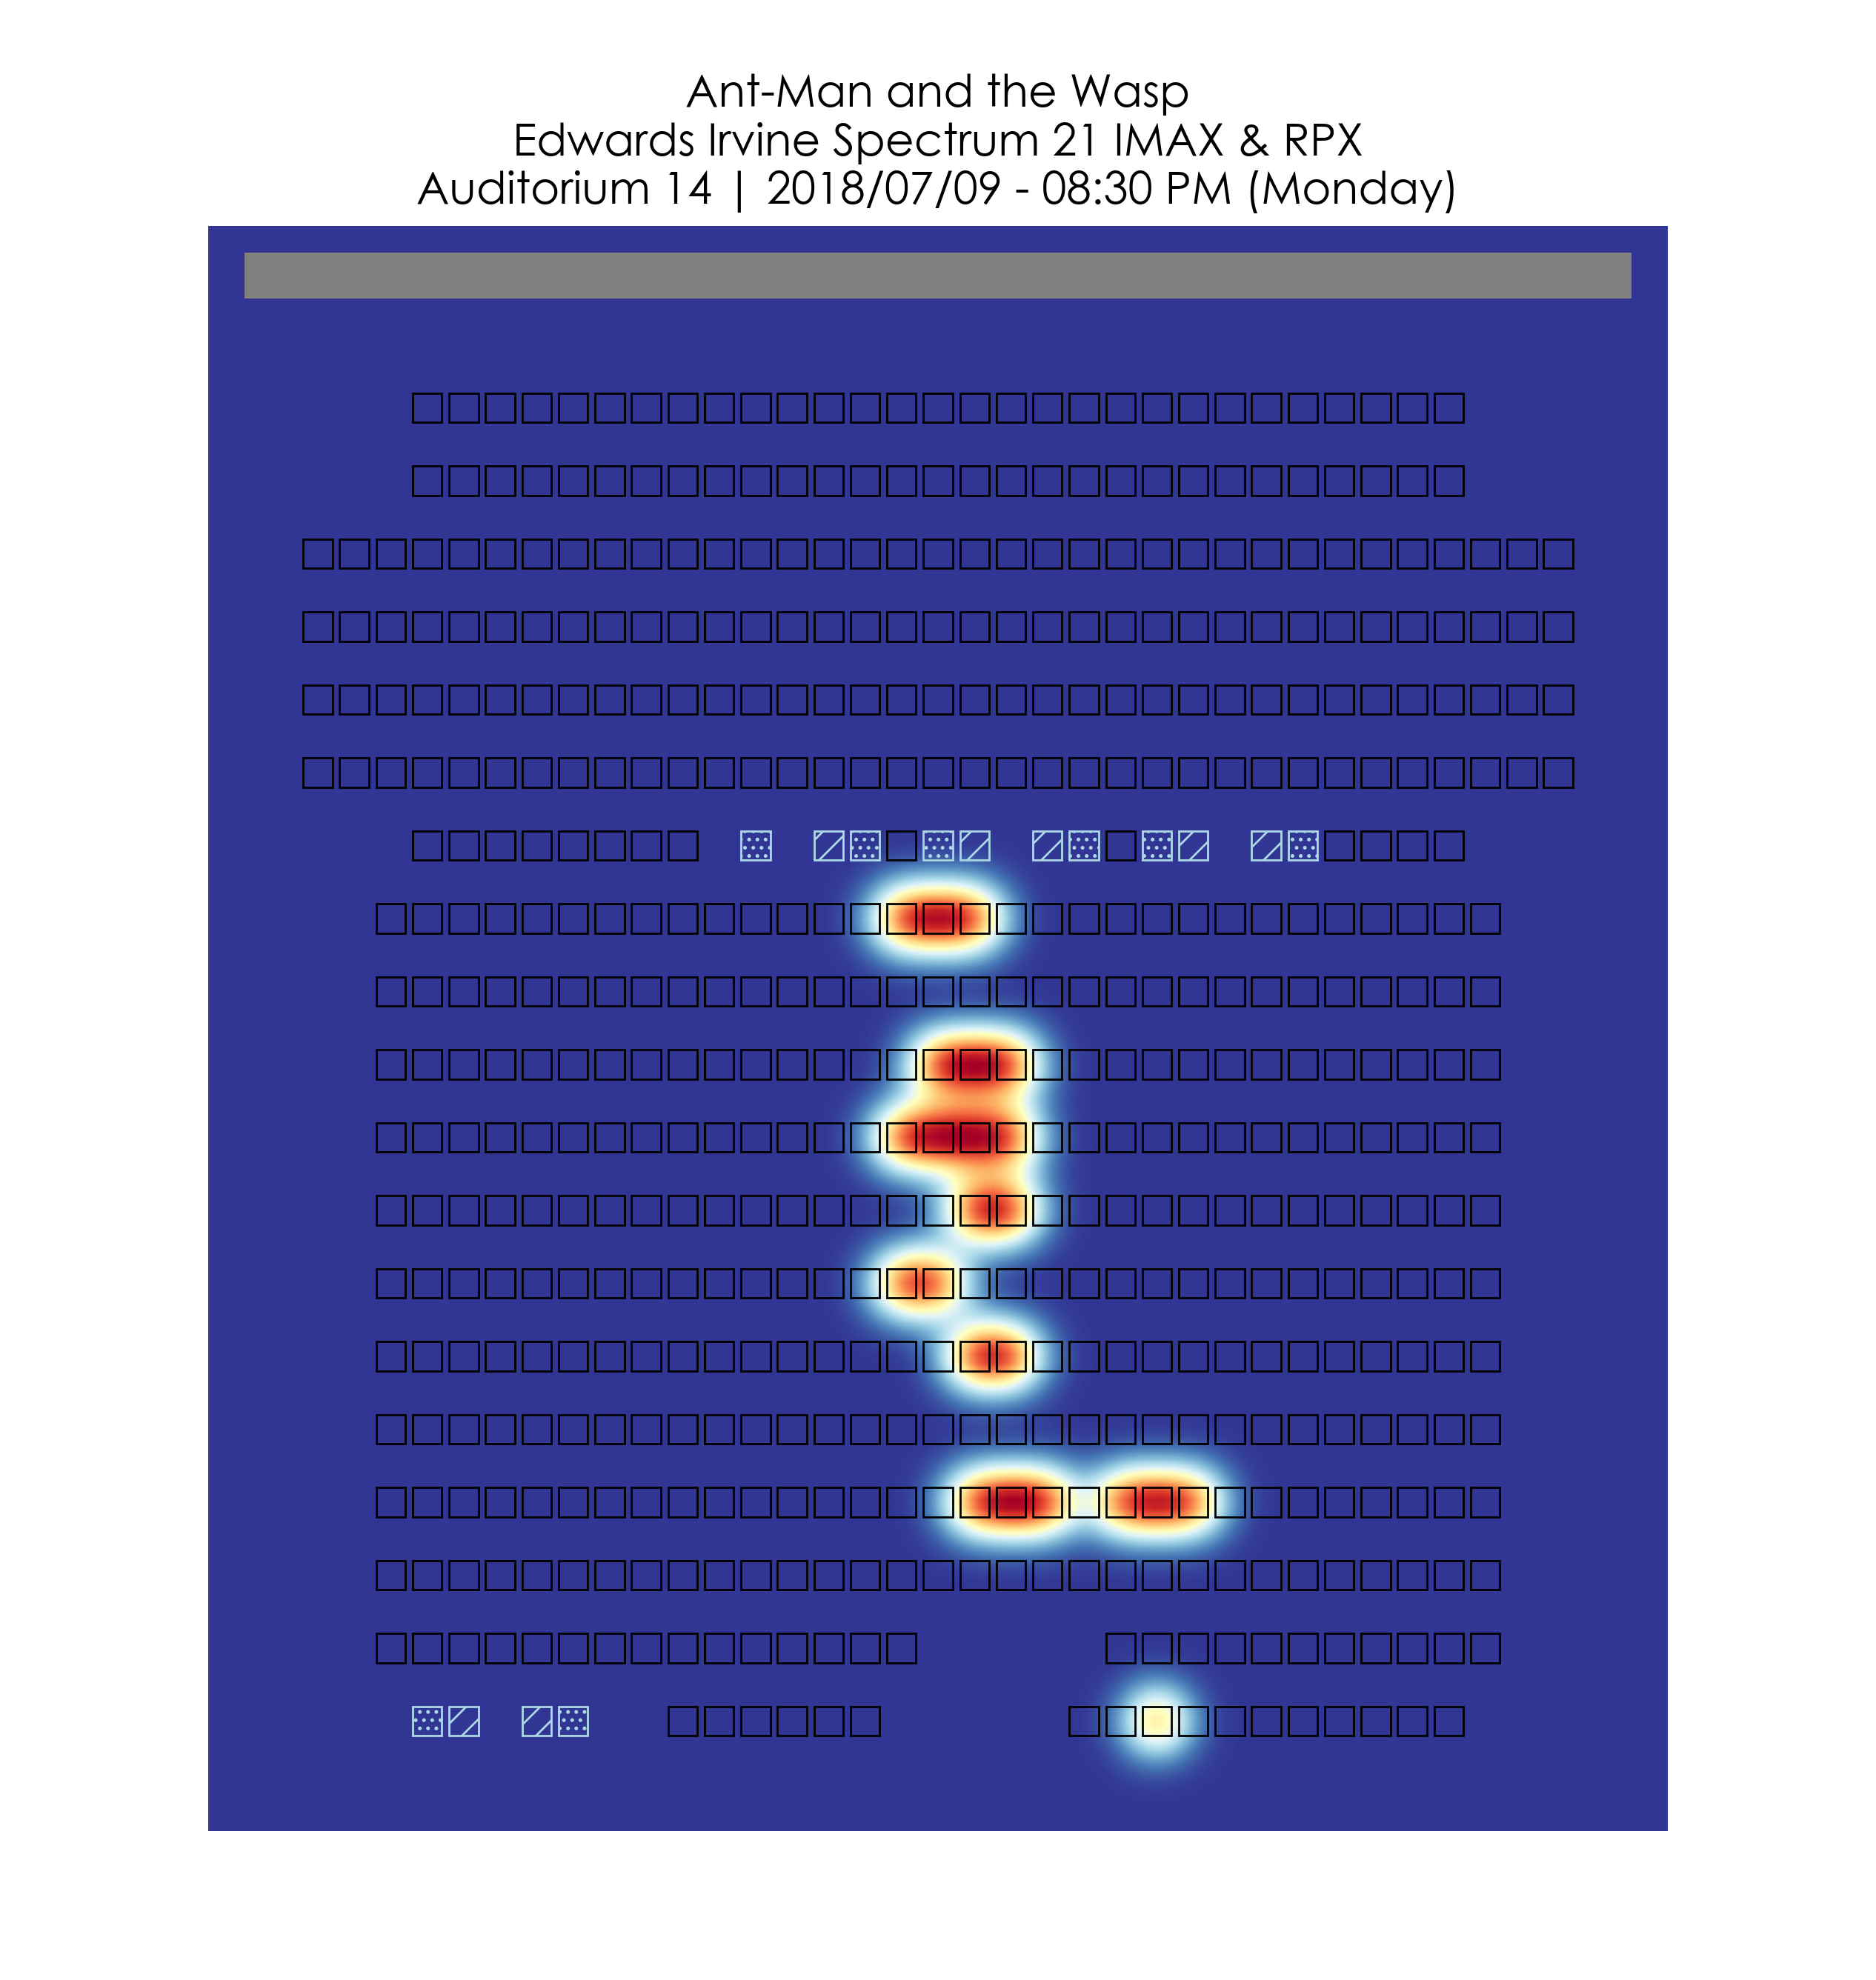 Ant-Man and the Wasp
Edwards Irvine Spectrum 21 IMAX & RPX
Auditorium 14 | 2018/07/09 - 08:30 PM (Monday)